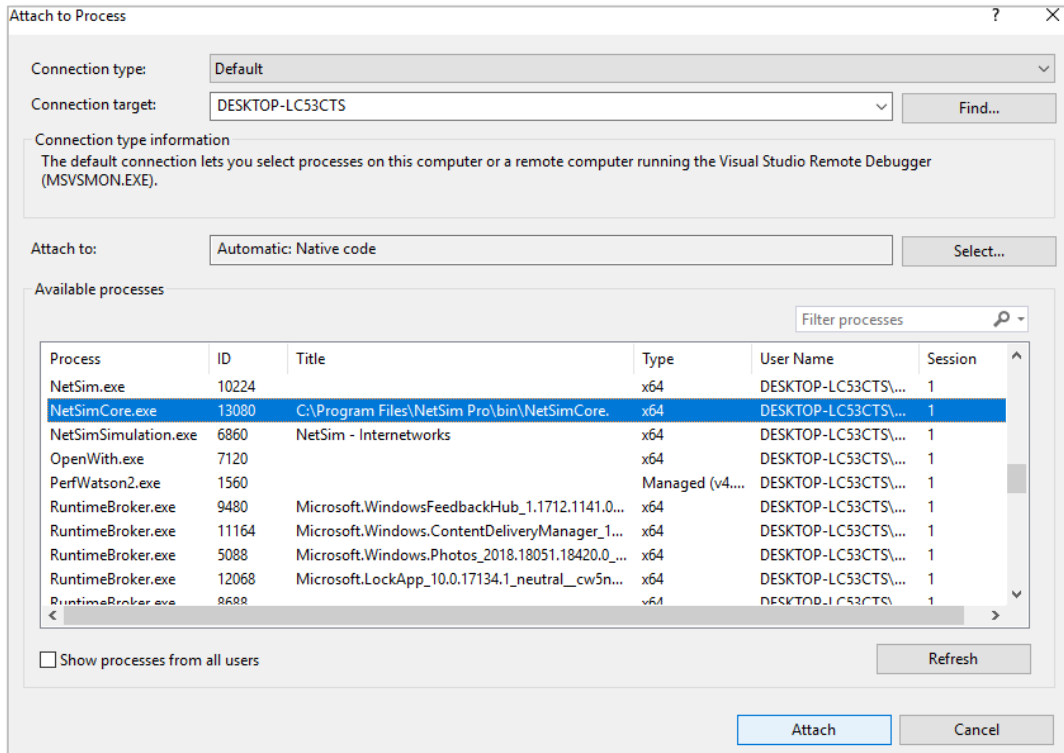 Attach to Process ?
Connection type: Default
Connection target: DESKTOP-LC53CTS Find...
Connection type information
The default connection lets you select processes on this computer or a remote computer running the Visual Studio Remote Debugger
(MSVSMON.EXE).
Attach to: Automatic: Native code Select...
Available processes
Filter processes
Process ID Title Type User Name Session
NetSim.exe 10224 x64 DESKTOP-LC53CTS\... 1
NetSimCore.exe 13080 C:\Program Files\NetSim Pro\bin\NetSimCore. x64 DESKTOP-LC53CTS\... 1
NetSimSimulation.exe 6860 NetSim - Internetworks x64 DESKTOP-LC53CTS\... 1
OpenWith.exe 7120 x64 DESKTOP-LC53CTS\... 1
PerfWatson2.exe 1560 Managed (v4.... DESKTOP-LC53CTS\... 1
RuntimeBroker.exe 9480 Microsoft.WindowsFeedbackHub_1.1712.1141.0... x64 DESKTOP-LC53CTS\... 1
RuntimeBroker.exe 11164 Microsoft.Windows.ContentDeliveryManager_1... x64 DESKTOP-LC53CTS\... 1
RuntimeBroker.exe 5088 Microsoft.Windows.Photos_2018.18051.18420.0_... x64 DESKTOP-LC53CTS\... 1
RuntimeBroker.exe 12068 Microsoft.LockApp_10.0.17134.1_neutral__cw5n... x64 DESKTOP-LC53CTS\... 1
RuntimeBroker.exe 8688 x64 DESKTOP-LC53CTS\ 1
Show processes from all users Refresh
Attach Cancel